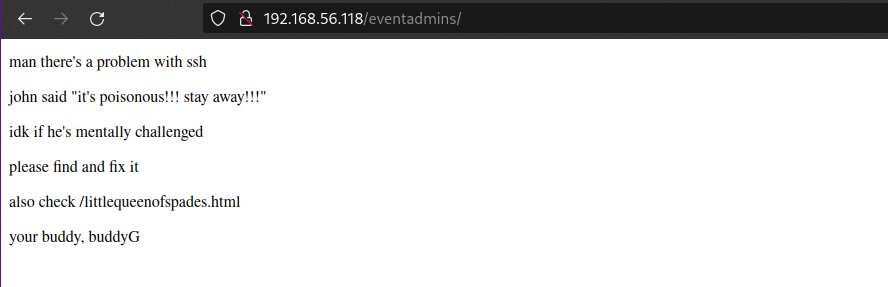 192.168.56.118/eventadmins/
man there's a problem with ssh
john said "it's poisonous!!! stay away!!!"
idk if he's mentally challenged
please find and fix it
also check /littlequeenofspades.html
your buddy, buddyG